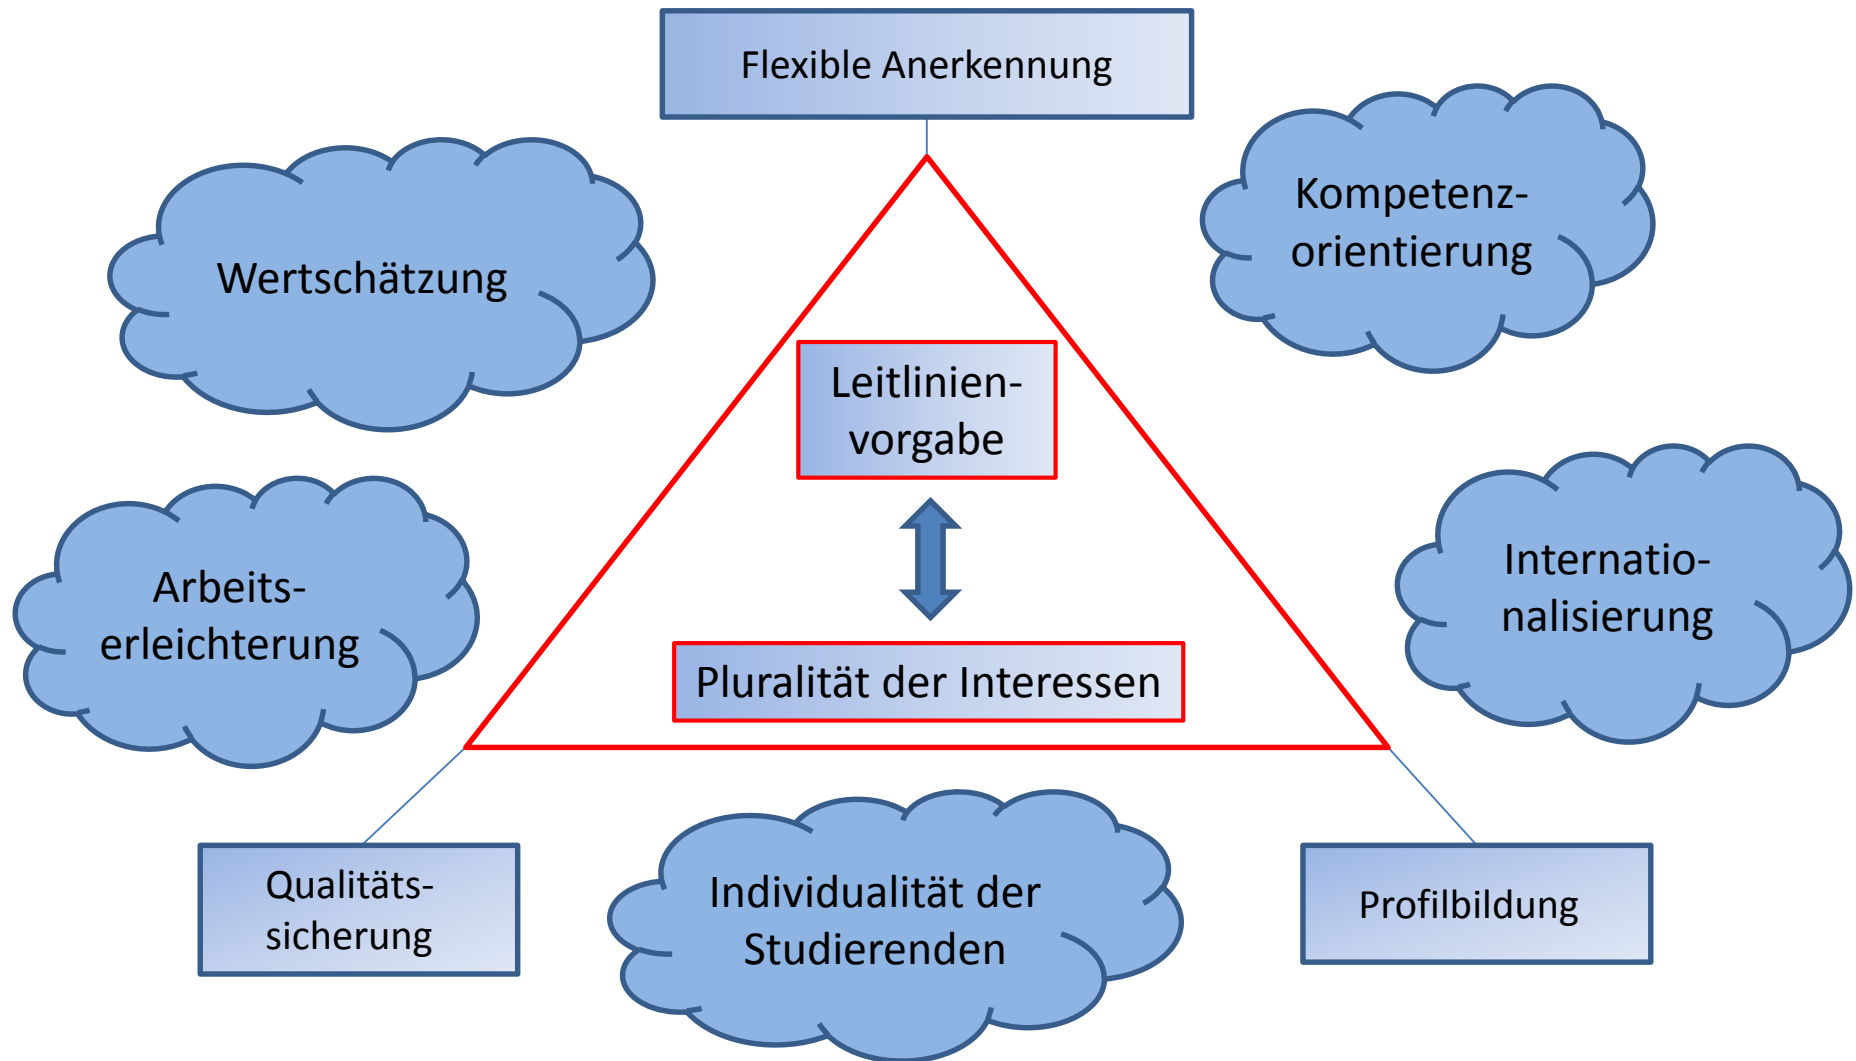 Flexible Anerkennung
Wertschätzung
Kompetenz-
orientierung
Leitlinien-
vorgabe
Arbeits-
erleichterung
Internatio-
nalisierung
Pluralität der Interessen
Qualitäts-
sicherung
Individualität der
Studierenden
Profilbildung